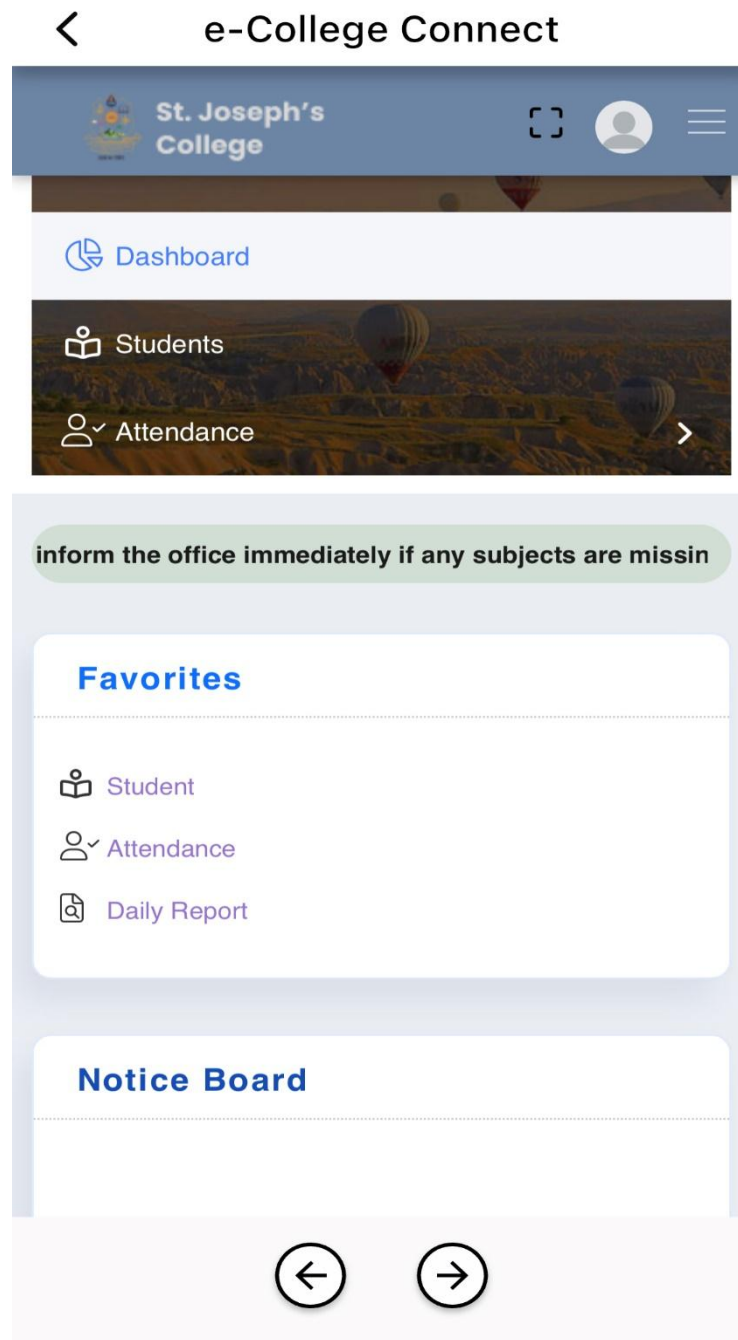 e-College Connect
St. Joseph's
College
Dashboard
Students
Attendance
inform the office immediately if any subjects are missin
Favorites
Student
Attendance
Daily Report
Notice Board